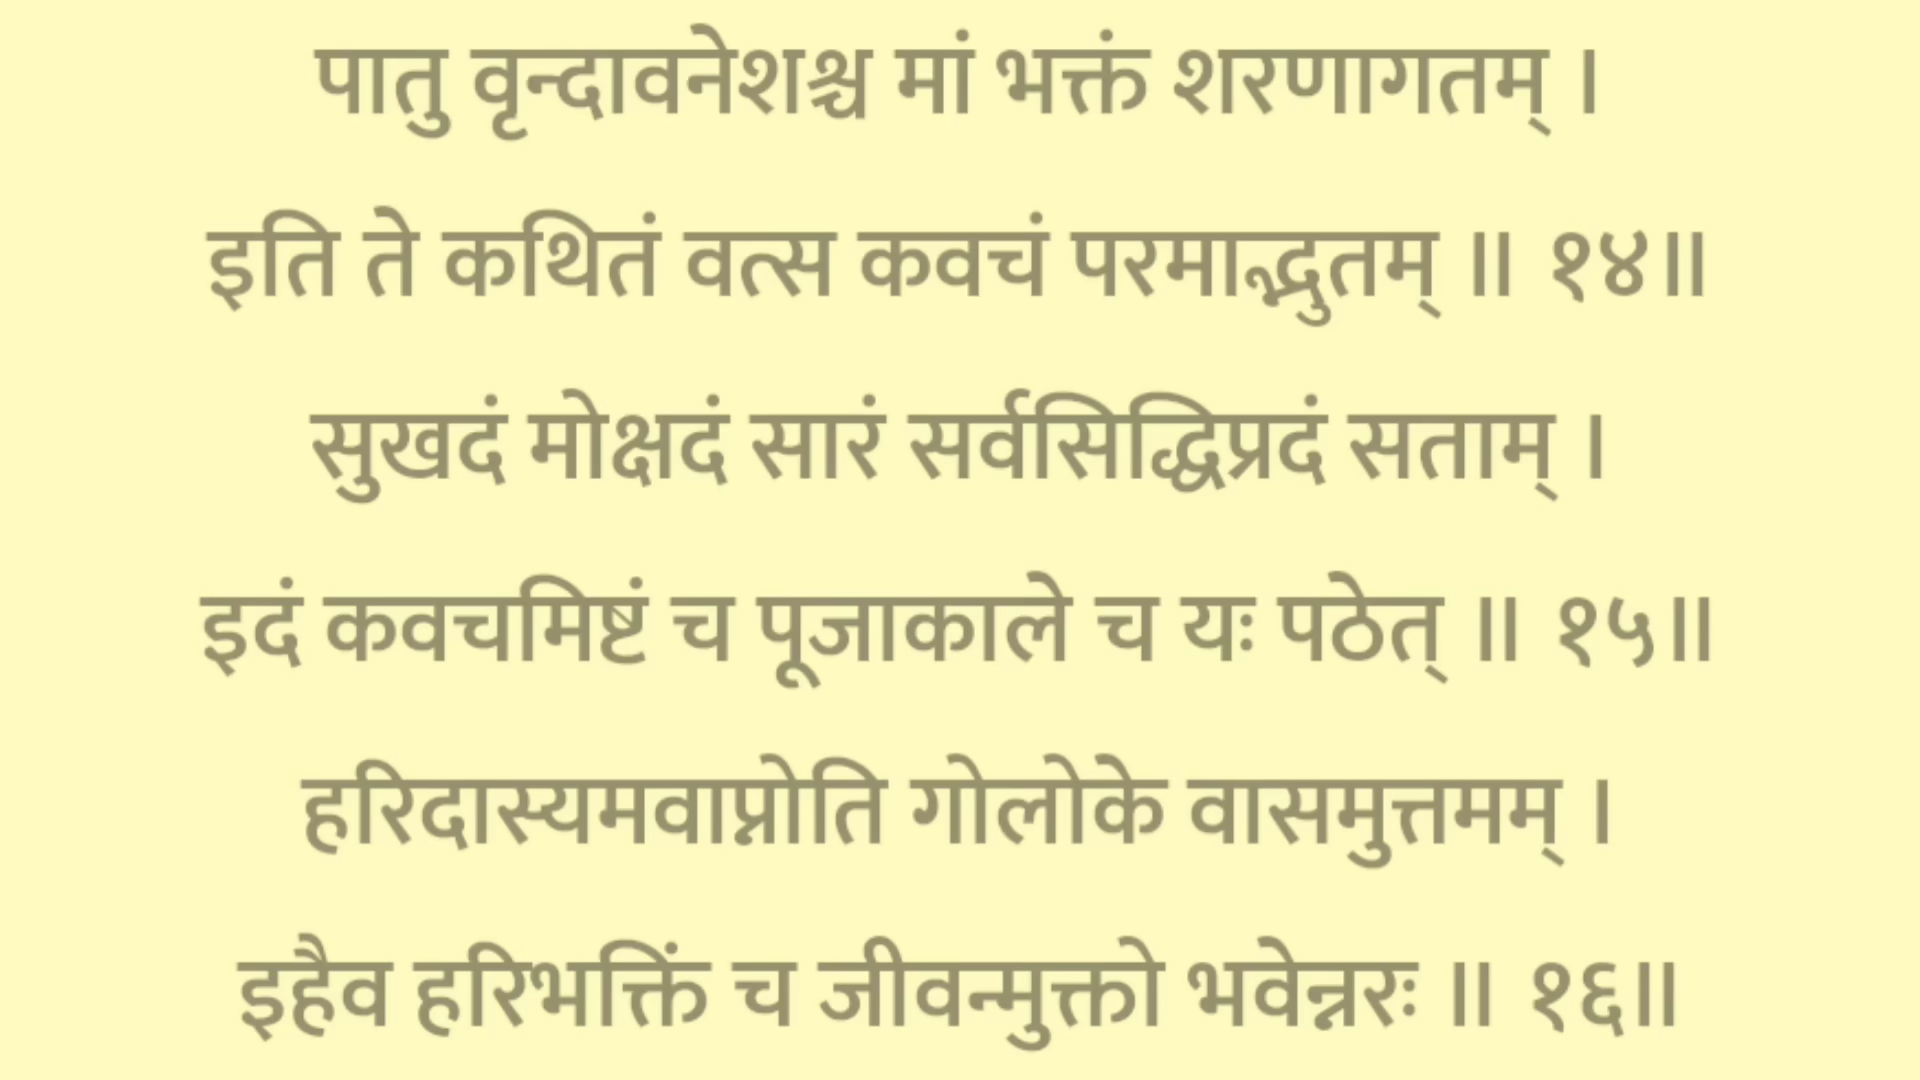 पातु वृन्दावनेशश्च मां भक्तं शरणागतम् ।
इति ते कथितं वत्स कवचं परमाद्भुतम् ॥ १४॥
सुखदं मोक्षदं सारं सर्वसिद्धिप्रदं सताम् ।
इदं कवचमिष्टं च पूजाकाले च यः पठेत् ॥ १५॥
हरिदास्यमवाप्नोति गोलोके वासमुत्तमम् ।
इहैव हरिभक्तिं च जीवन्मुक्तो भवेन्नरः ॥ १६॥